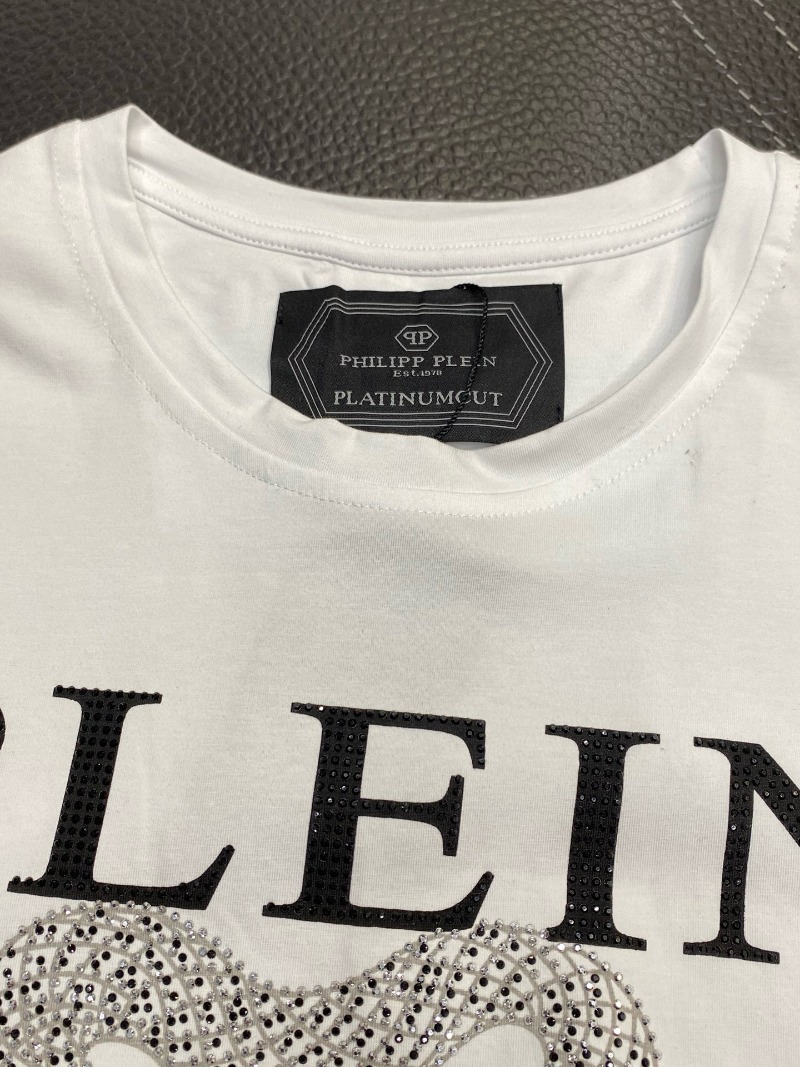 PP
PHILIPP PLEIN
Est.1978
PLATINUMCUT
PLEIN